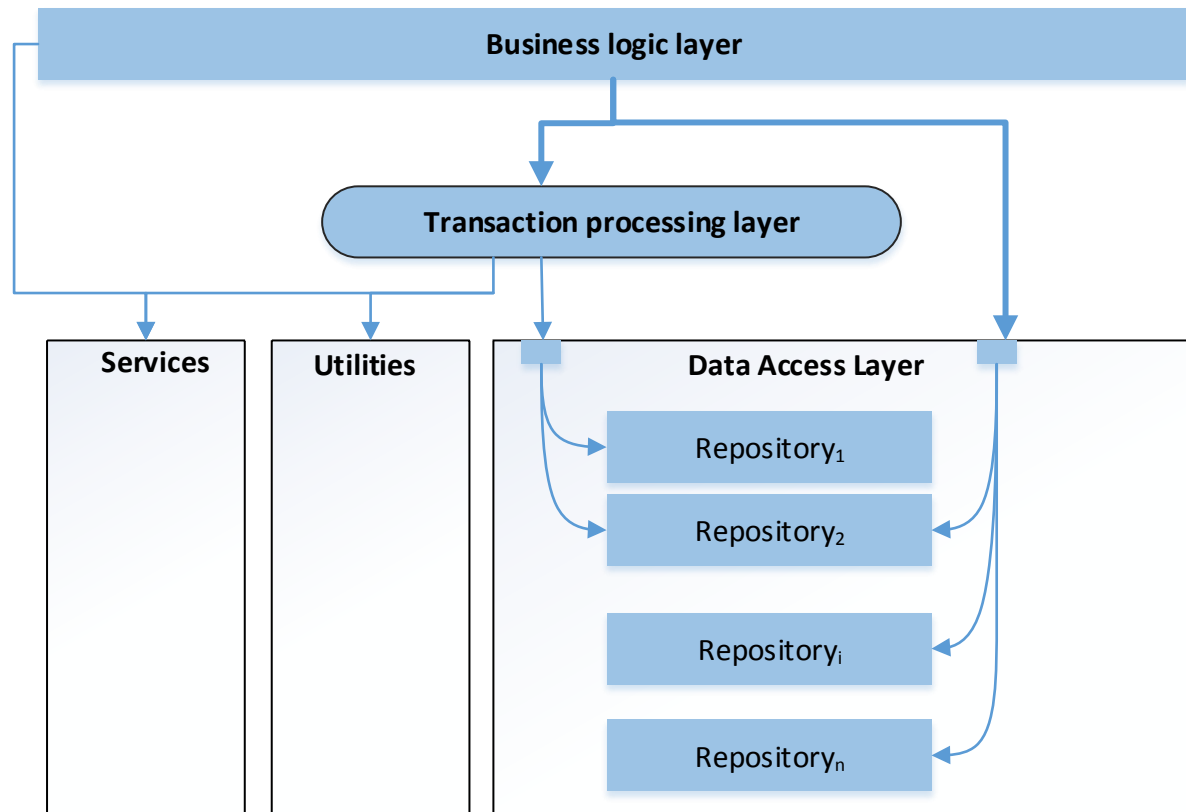 Business logic layer
Transaction processing layer
Services
Utilities
Data Access Layer
Repository₁
Repository₂
Repositoryᵢ
Repositoryₙ